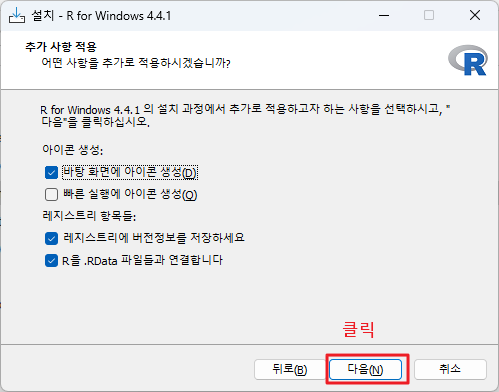 설치 - R for Windows 4.4.1
추가 사항 적용
어떤 사항을 추가로 적용하시겠습니까?
R
R for Windows 4.4.1 의 설치 과정에서 추가로 적용하고자 하는 사항을 선택하시고, "
다음"을 클릭하십시오.
아이콘 생성:
바탕 화면에 아이콘 생성(D)
빠른 실행에 아이콘 생성(Q)
레지스트리 항목들:
레지스트리에 버전정보를 저장하세요
R을 .RData 파일들과 연결합니다
클릭
뒤로(B) 다음(N) 취소